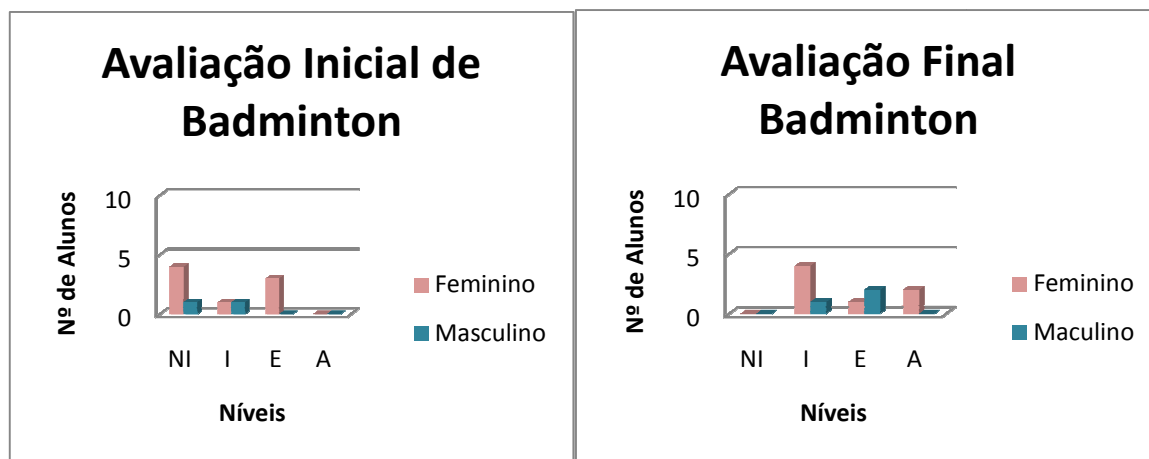 Avaliação Inicial de
Badminton
Nº de Alunos
10
5
0
NI I E A
Níveis
Feminino
Masculino
Avaliação Final
Badminton
Nº de Alunos
10
5
0
NI I E A
Níveis
Feminino
Maculino